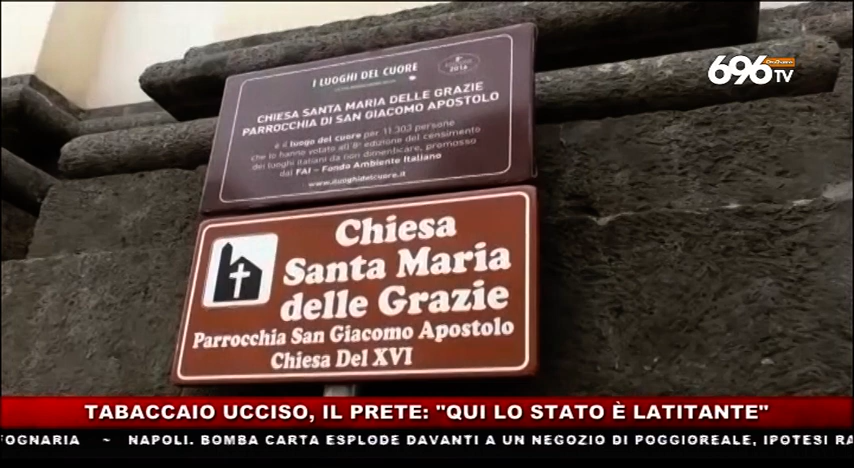 696
TV
I LUOGHI DEL CUORE
2016
CHIESA SANTA MARIA DELLE GRAZIE
PARROCCHIA DI SAN GIACOMO APOSTOLO
è il luogo del cuore per 11.303 persone
che lo hanno votato all'8ª edizione del censimento
dei luoghi italiani da non dimenticare, promosso
dal FAI - Fondo Ambiente Italiano
www.iluoghidelcuore.it
Chiesa
Santa Maria
delle Grazie
Parrocchia San Giacomo Apostolo
Chiesa Del XVI
TABACCAIO UCCISO, IL PRETE: "QUI LO STATO È LATITANTE"
FOGNARIA ~ NAPOLI. BOMBA CARTA ESPLODE DAVANTI A UN NEGOZIO DI POGGIOREALE, IPOTESI RA